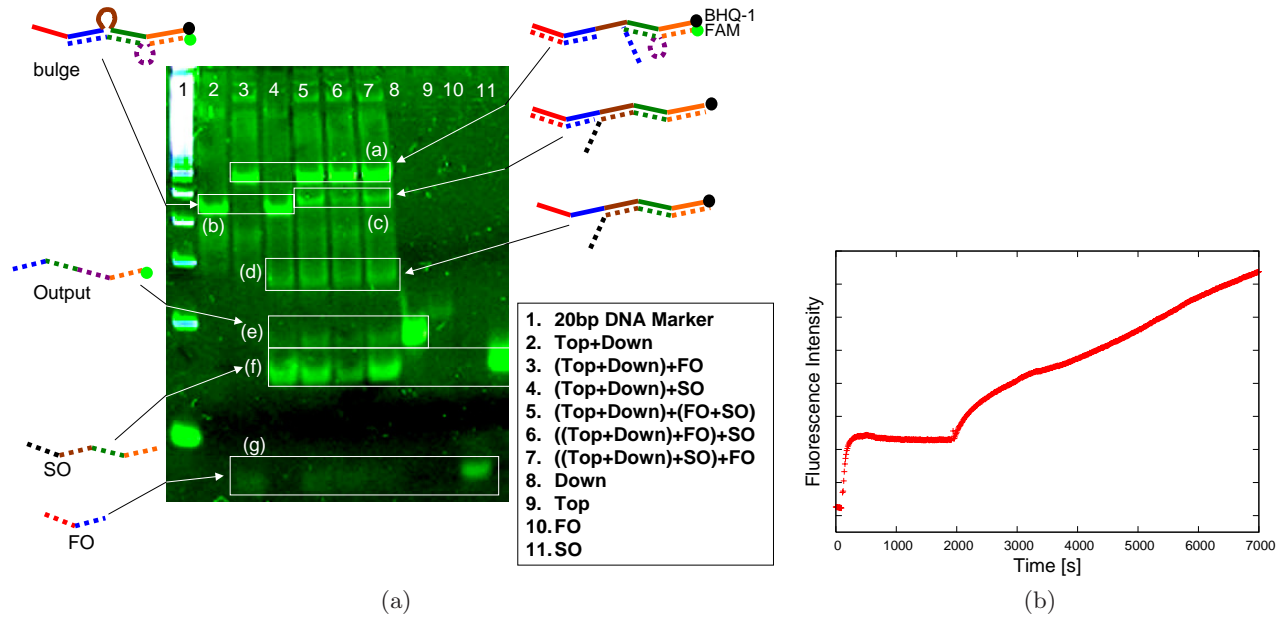 BHQ-1
FAM
bulge
1 2 3 4 5 6 7 8 9 10 11
(a)
(b)
(c)
(d)
Output
(e)
(f)
SO
(g)
FO
1. 20bp DNA Marker
2. Top+Down
3. (Top+Down)+FO
4. (Top+Down)+SO
5. (Top+Down)+(FO+SO)
6. ((Top+Down)+FO)+SO
7. ((Top+Down)+SO)+FO
8. Down
9. Top
10. FO
11. SO
(a)
Fluorescence Intensity
0 1000 2000 3000 4000 5000 6000 7000
Time [s]
(b)